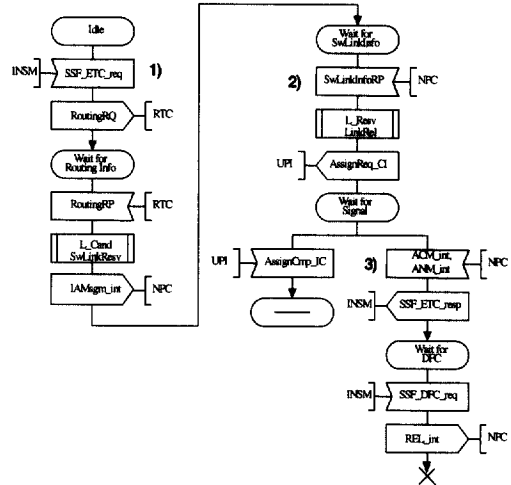 Idle
1)
INSM
SSF_ETC_req
RoutingRQ
RTC
Wait for
Routing Info
RoutingRP
RTC
L_Cand
SwLinkResv
IAMsgm_int
NPC
Wait for
SwLinkInfo
2)
SwLinkInfoRP
NPC
L_Resv
LinkRel
UPI
AssignReq_CI
Wait for
Signal
UPI
AssignCmp_IC
3)
ACM_int,
ANM_int
NPC
INSM
SSF_ETC_resp
Wait for
DFC
INSM
SSF_DFC_req
REL_int
NPC